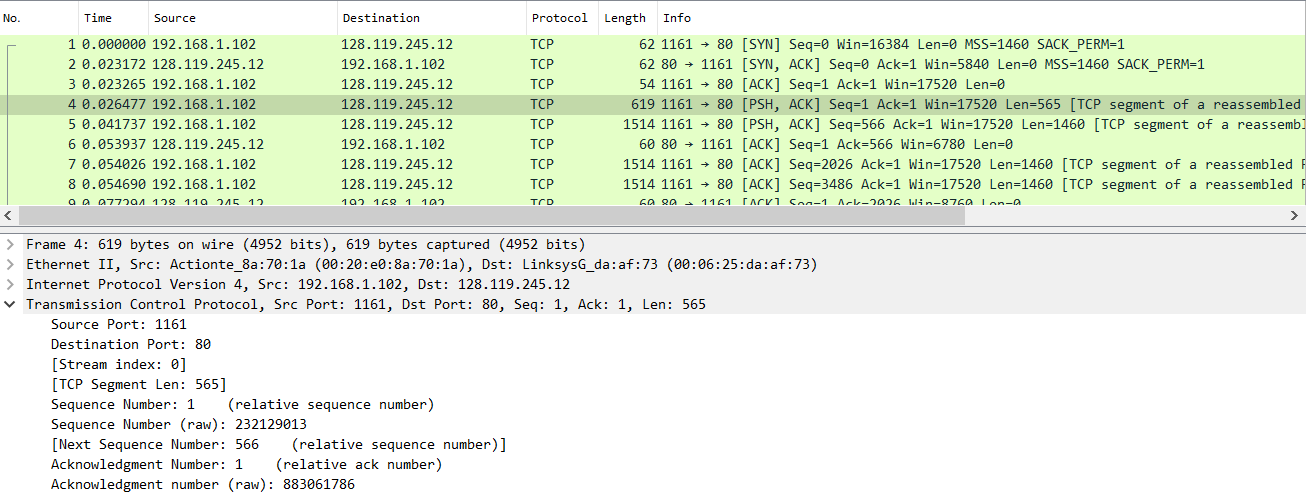 No. Time Source Destination Protocol Length Info
1 0.000000 192.168.1.102 128.119.245.12 TCP 62 1161 → 80 [SYN] Seq=0 Win=16384 Len=0 MSS=1460 SACK_PERM=1
2 0.023172 128.119.245.12 192.168.1.102 TCP 62 80 → 1161 [SYN, ACK] Seq=0 Ack=1 Win=5840 Len=0 MSS=1460 SACK_PERM=1
3 0.023265 192.168.1.102 128.119.245.12 TCP 54 1161 → 80 [ACK] Seq=1 Ack=1 Win=17520 Len=0
4 0.026477 192.168.1.102 128.119.245.12 TCP 619 1161 → 80 [PSH, ACK] Seq=1 Ack=1 Win=17520 Len=565 [TCP segment of a reassembled
5 0.041737 192.168.1.102 128.119.245.12 TCP 1514 1161 → 80 [PSH, ACK] Seq=566 Ack=1 Win=17520 Len=1460 [TCP segment of a reassembl
6 0.053937 128.119.245.12 192.168.1.102 TCP 60 80 → 1161 [ACK] Seq=1 Ack=566 Win=6780 Len=0
7 0.054026 192.168.1.102 128.119.245.12 TCP 1514 1161 → 80 [ACK] Seq=2026 Ack=1 Win=17520 Len=1460 [TCP segment of a reassembled P
8 0.054690 192.168.1.102 128.119.245.12 TCP 1514 1161 → 80 [ACK] Seq=3486 Ack=1 Win=17520 Len=1460 [TCP segment of a reassembled P
9 0.077294 128.119.245.12 192.168.1.102 TCP 60 80 → 1161 [ACK] Seq=1 Ack=2026 Win=8760 Len=0
Frame 4: 619 bytes on wire (4952 bits), 619 bytes captured (4952 bits)
Ethernet II, Src: Actionte_8a:70:1a (00:20:e0:8a:70:1a), Dst: LinksysG_da:af:73 (00:06:25:da:af:73)
Internet Protocol Version 4, Src: 192.168.1.102, Dst: 128.119.245.12
Transmission Control Protocol, Src Port: 1161, Dst Port: 80, Seq: 1, Ack: 1, Len: 565
Source Port: 1161
Destination Port: 80
[Stream index: 0]
[TCP Segment Len: 565]
Sequence Number: 1 (relative sequence number)
Sequence Number (raw): 232129013
[Next Sequence Number: 566 (relative sequence number)]
Acknowledgment Number: 1 (relative ack number)
Acknowledgment number (raw): 883061786